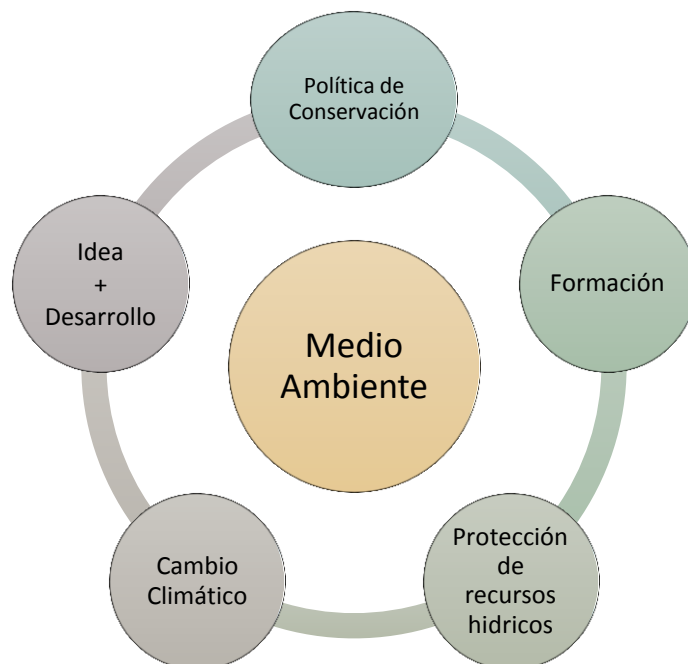 Política de
Conservación
Formación
Protección
de
recursos
hidricos
Cambio
Climático
Idea
+
Desarrollo
Medio
Ambiente